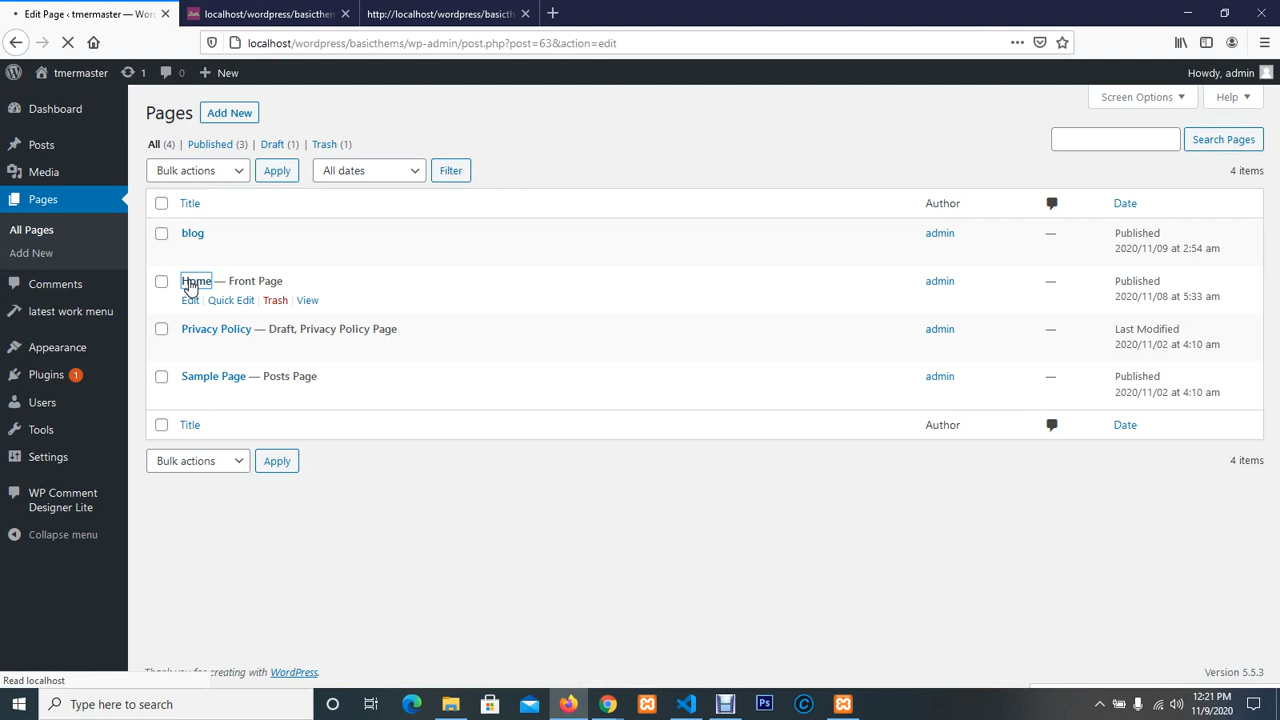 Edit Page ‹ tmermaster — Wor
localhost/wordpress/basicthem
http://localhost/wordpress/basicth
localhost/wordpress/basicthems/wp-admin/post.php?post=63&action=edit
tmermaster
1
0
New
Howdy, admin
Dashboard
Posts
Media
Pages
All Pages
Add New
Comments
latest work menu
Appearance
Plugins 1
Users
Tools
Settings
WP Comment
Designer Lite
Collapse menu
Screen Options
Help
Pages
Add New
All (4) | Published (3) | Draft (1) | Trash (1)
Search Pages
Bulk actions
Apply
All dates
Filter
4 items
Title
Author
Date
blog
admin
—
Published
2020/11/09 at 2:54 am
Home — Front Page
admin
—
Published
2020/11/08 at 5:33 am
Edit | Quick Edit | Trash | View
Privacy Policy — Draft, Privacy Policy Page
admin
—
Last Modified
2020/11/02 at 4:10 am
Sample Page — Posts Page
admin
—
Published
2020/11/02 at 4:10 am
Title
Author
Date
Bulk actions
Apply
4 items
Thank you for creating with WordPress.
Version 5.5.3
Read localhost
Type here to search
12:21 PM
11/9/2020